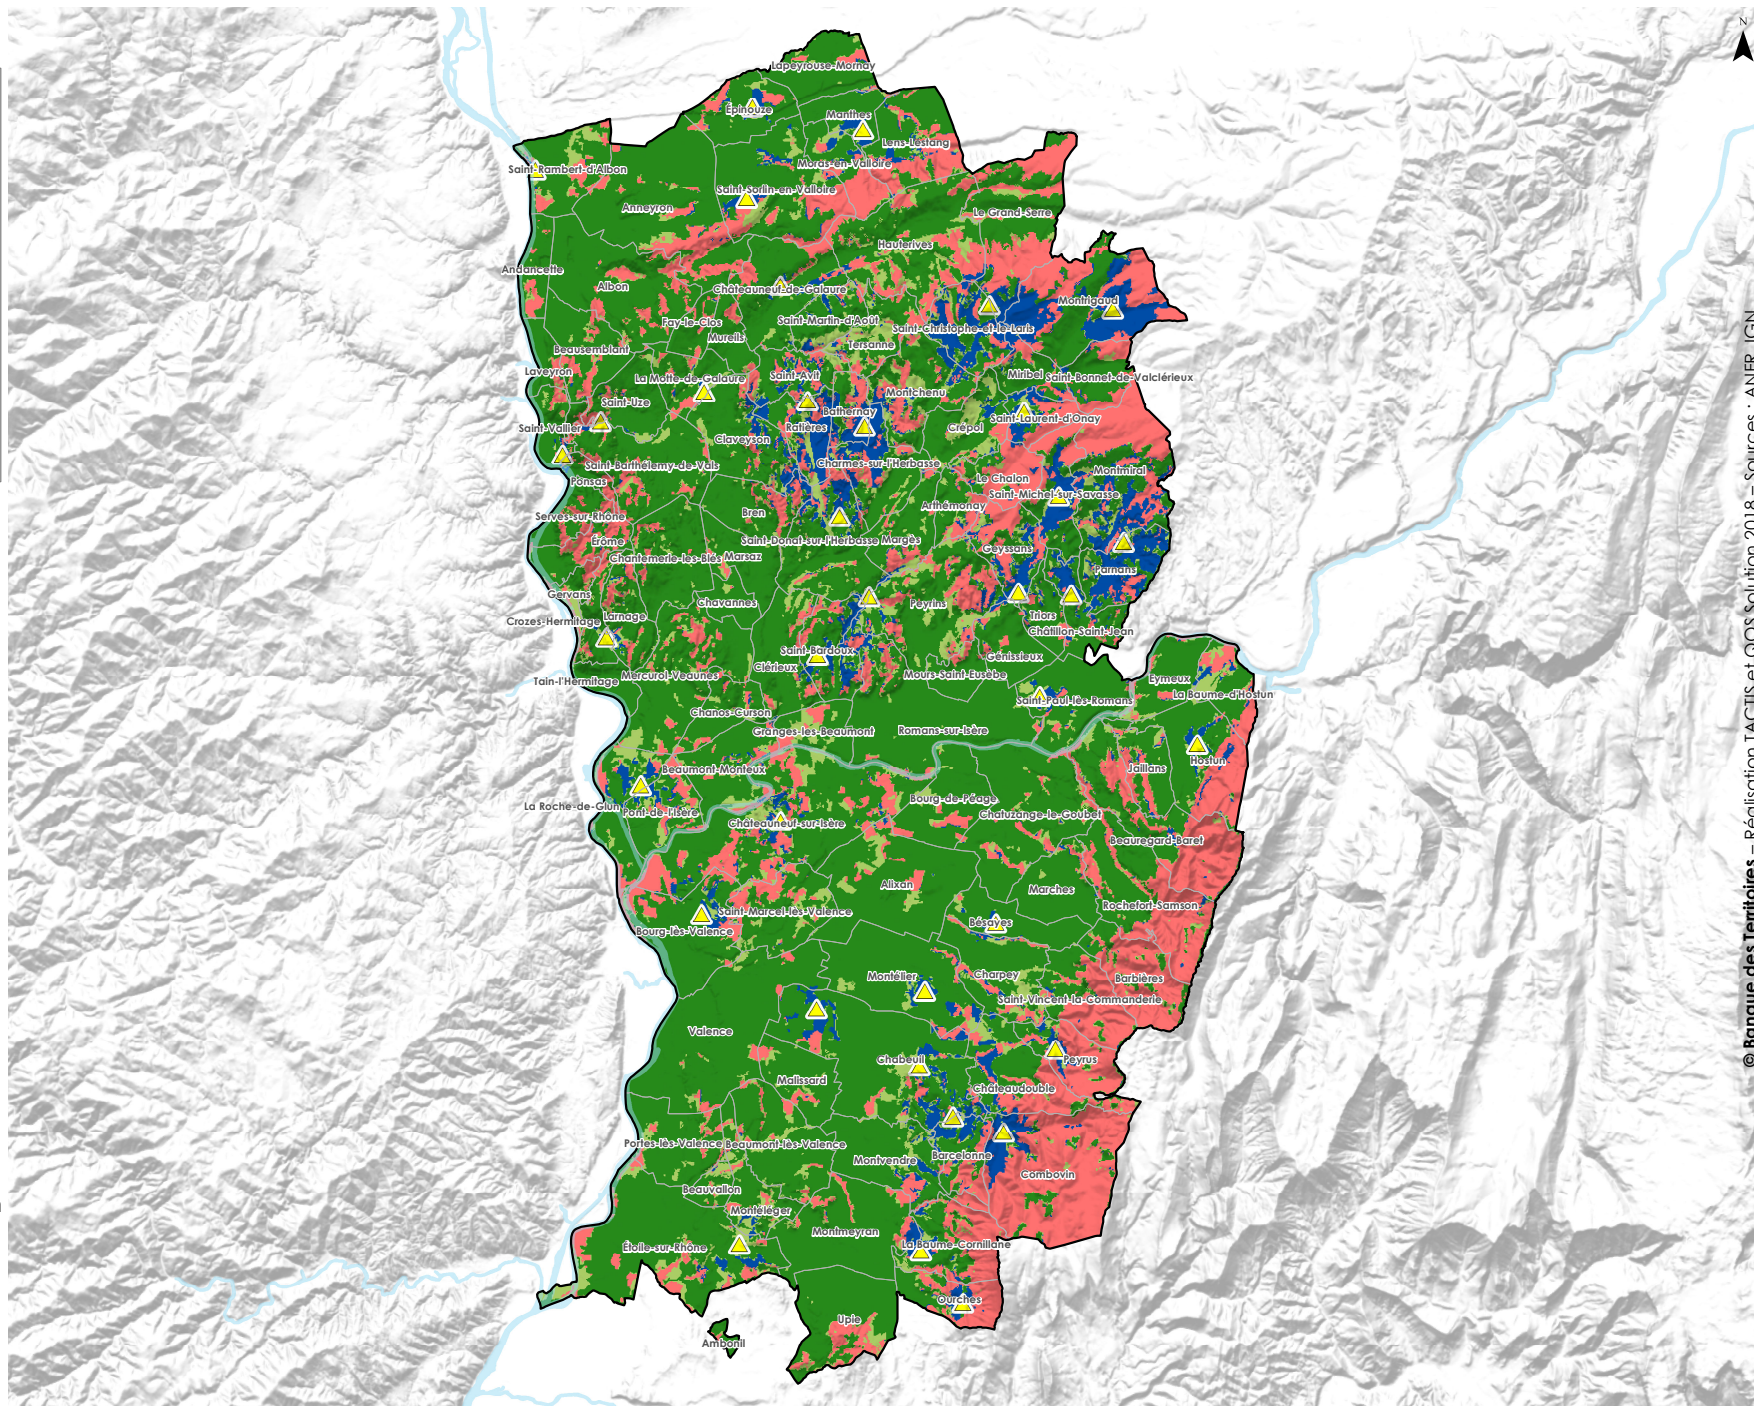 N
Lapeyrouse-Mornay
Épinouze
Manthes
Lens-Lestang
Moras-en-Valloire
Saint-Rambert-d'Albon
Saint-Sorlin-en-Valloire
Anneyron
Le Grand-Serre
Hauterives
Andancette
Albon
Châteauneuf-de-Galaure
Montrigaud
Fay-le-Clos
Saint-Martin-d'Août
Saint-Christophe-et-le-Laris
Mureils
Tersanne
Beausemblant
Laveyron
La Motte-de-Galaure
Saint-Avit
Miribel
Saint-Bonnet-de-Valclérieux
Montchenu
Saint-Uze
Bathernay
Saint-Laurent-d'Onay
Saint-Vallier
Ratières
Crépol
Claveyson
Saint-Barthélemy-de-Vals
Charmes-sur-l'Herbasse
Montmiral
Ponsas
Le Chalon
Saint-Michel-sur-Savasse
Arthémonay
Serves-sur-Rhône
Bren
Érôme
Saint-Donat-sur-l'Herbasse
Margès
Geyssans
Chantemerle-les-Blés
Marsaz
Parnans
Gervans
Chavannes
Peyrins
Larnage
Triors
Crozes-Hermitage
Châtillon-Saint-Jean
Saint-Bardoux
Génissieux
Clérieux
Mercurol-Veaunes
Mours-Saint-Eusèbe
Tain-l'Hermitage
Eymeux
La Baume-d'Hostun
Saint-Paul-lès-Romans
Chanos-Curson
Granges-les-Beaumont
Romans-sur-Isère
Hostun
Beaumont-Monteux
Jaillans
Bourg-de-Péage
La Roche-de-Glun
Pont-de-l'Isère
Chatuzange-le-Goubet
Châteauneuf-sur-Isère
Beauregard-Baret
Alixan
Marches
Rochefort-Samson
Saint-Marcel-lès-Valence
Bésayes
Bourg-lès-Valence
Montélier
Charpey
Barbières
Saint-Vincent-la-Commanderie
Valence
Chabeuil
Peyrus
Malissard
Châteaudouble
Portes-lès-Valence
Beaumont-lès-Valence
Barcelonne
Montvendre
Combovin
Beauvallon
Montéléger
Montmeyran
Étoile-sur-Rhône
La Baume-Cornillane
Ourches
Upie
Ambonil
© Banque des Territoires – Réalisation TACTIS et QOS Solution 2018 – Sources : ANFR, IGN